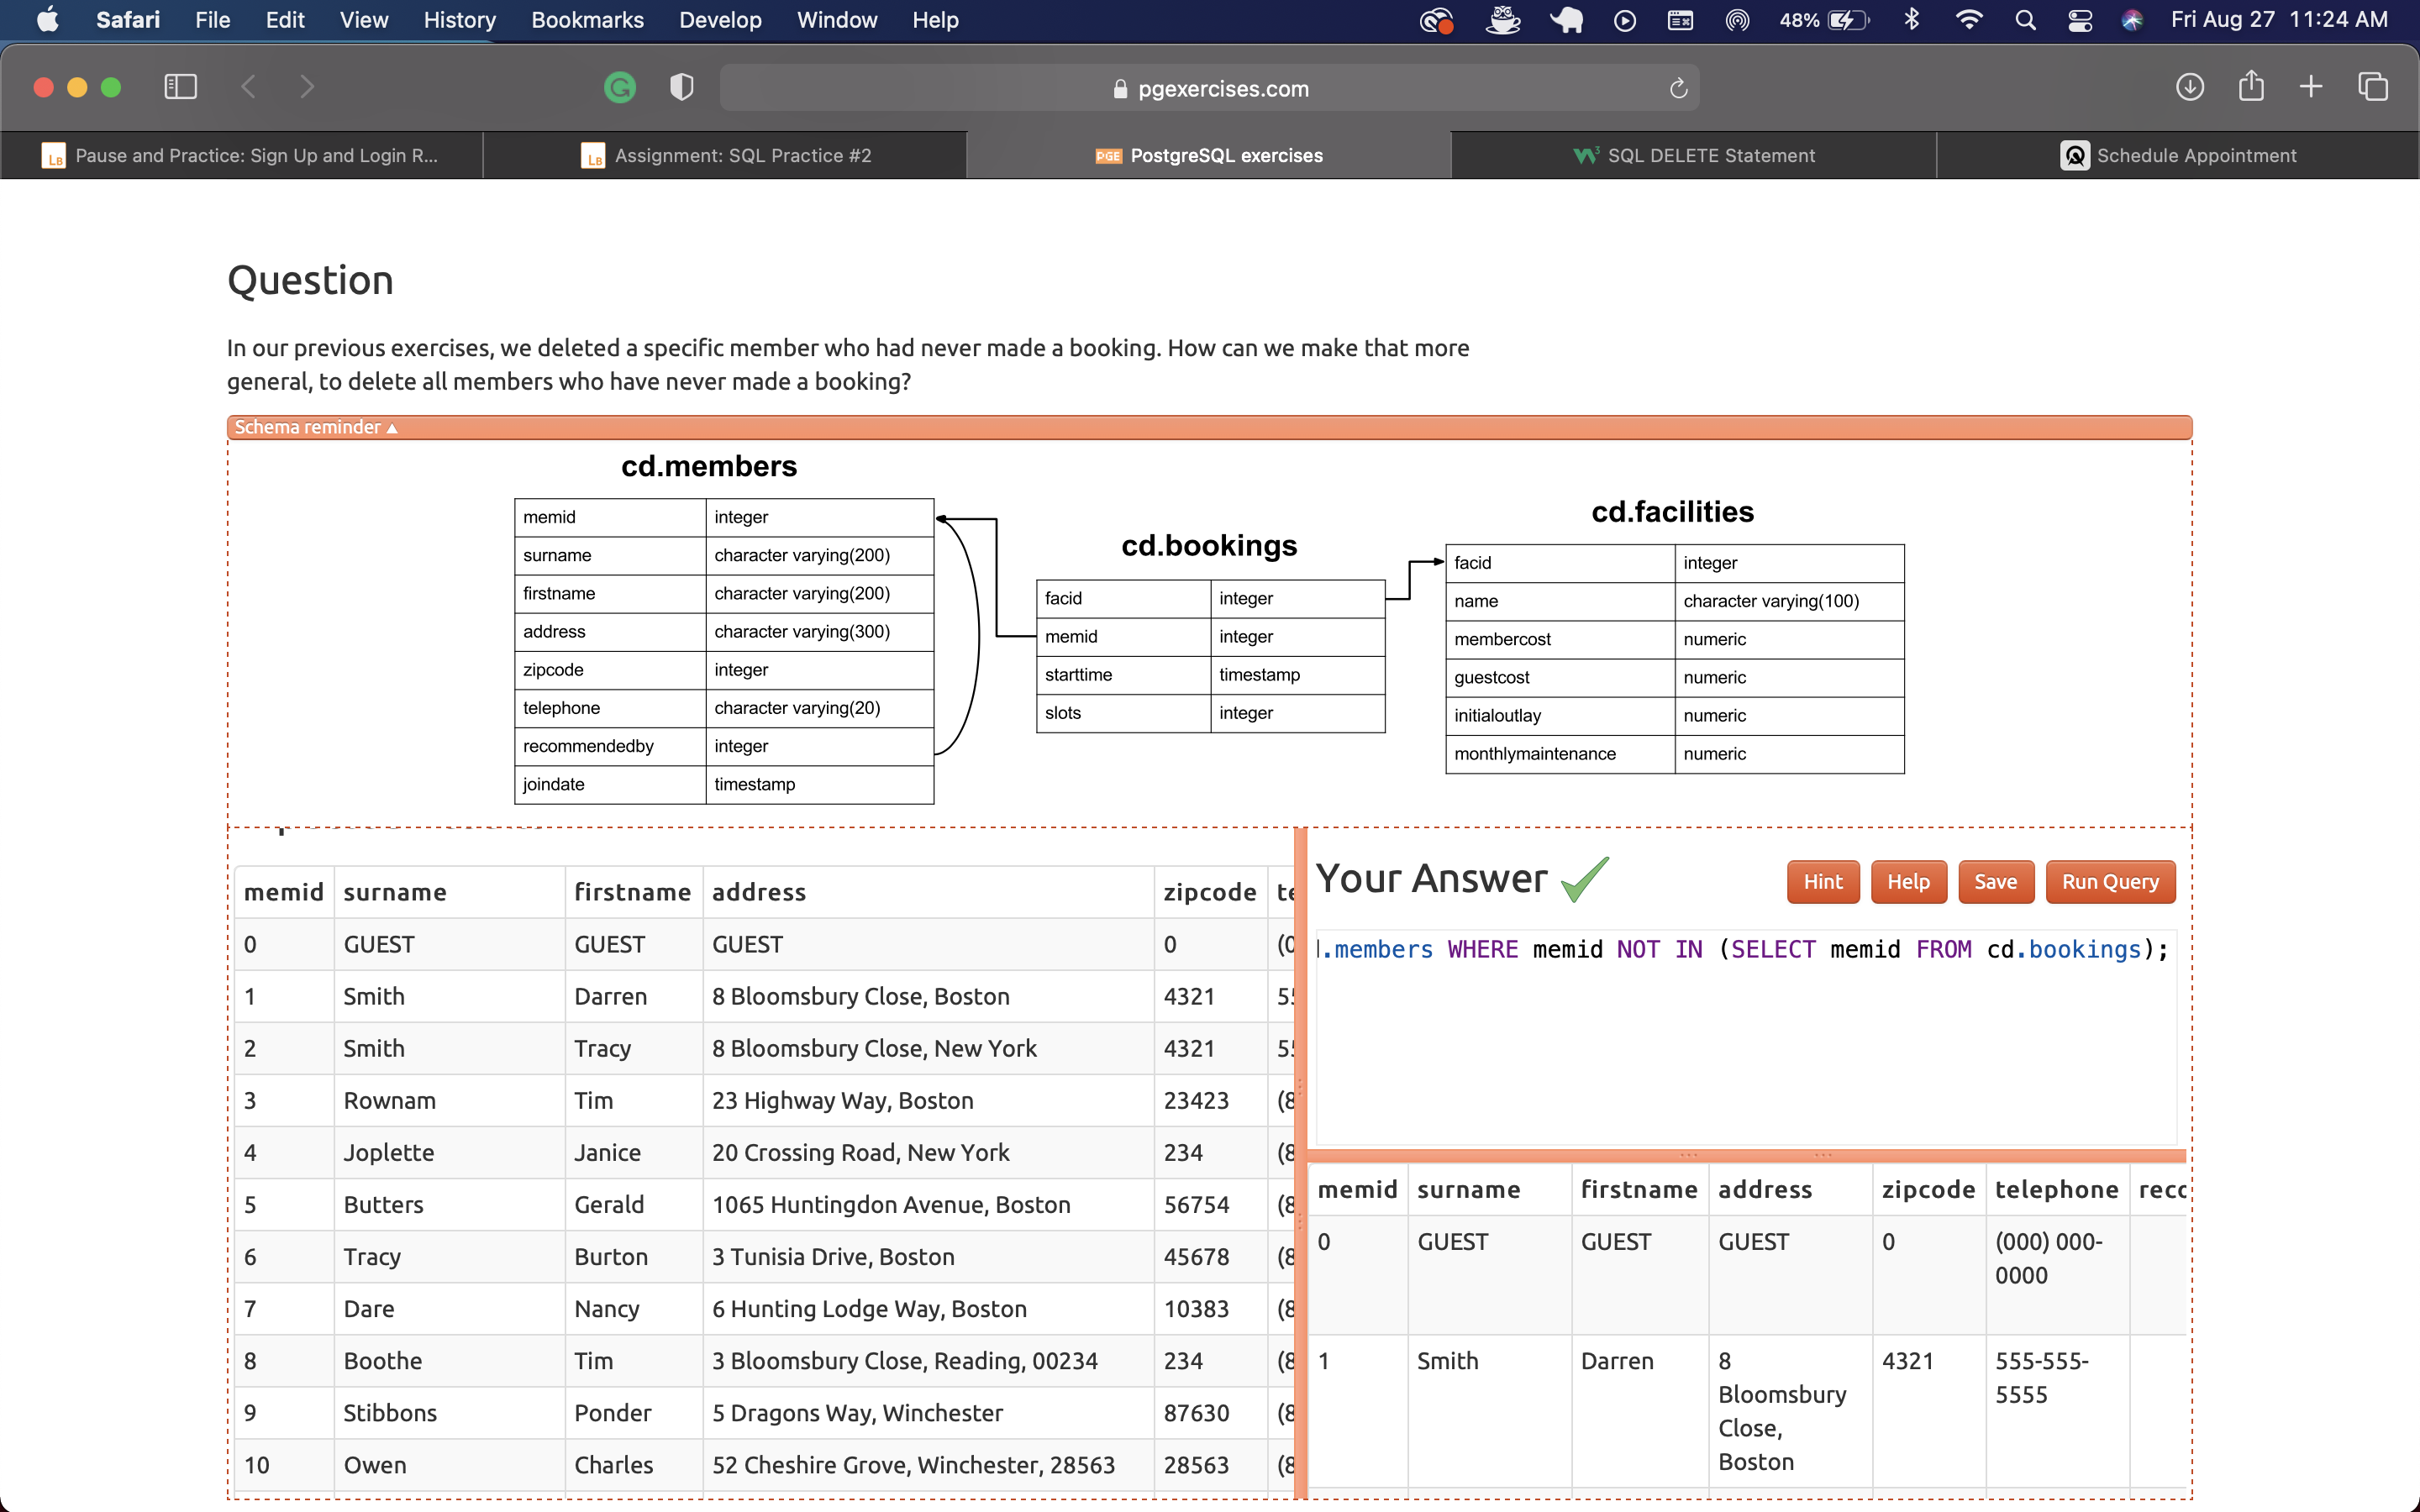 Safari File Edit View History Bookmarks Develop Window Help 48% Fri Aug 27 11:24 AM
pgexercises.com
LB Pause and Practice: Sign Up and Login R... LB Assignment: SQL Practice #2 PGE PostgreSQL exercises SQL DELETE Statement Schedule Appointment
Question
In our previous exercises, we deleted a specific member who had never made a booking. How can we make that more
general, to delete all members who have never made a booking?
Schema reminder ▲
cd.members
memid integer
surname character varying(200)
firstname character varying(200)
address character varying(300)
zipcode integer
telephone character varying(20)
recommendedby integer
joindate timestamp
cd.bookings
facid integer
memid integer
starttime timestamp
slots integer
cd.facilities
facid integer
name character varying(100)
membercost numeric
guestcost numeric
initialoutlay numeric
monthlymaintenance numeric
memid surname firstname address zipcode
0 GUEST GUEST GUEST 0
1 Smith Darren 8 Bloomsbury Close, Boston 4321
2 Smith Tracy 8 Bloomsbury Close, New York 4321
3 Rownam Tim 23 Highway Way, Boston 23423
4 Joplette Janice 20 Crossing Road, New York 234
5 Butters Gerald 1065 Huntingdon Avenue, Boston 56754
6 Tracy Burton 3 Tunisia Drive, Boston 45678
7 Dare Nancy 6 Hunting Lodge Way, Boston 10383
8 Boothe Tim 3 Bloomsbury Close, Reading, 00234 234
9 Stibbons Ponder 5 Dragons Way, Winchester 87630
10 Owen Charles 52 Cheshire Grove, Winchester, 28563 28563
Your Answer Hint Help Save Run Query
.members WHERE memid NOT IN (SELECT memid FROM cd.bookings);
memid surname firstname address zipcode telephone
0 GUEST GUEST GUEST 0 (000) 000-
0000
1 Smith Darren 8 4321 555-555-
Bloomsbury 5555
Close,
Boston